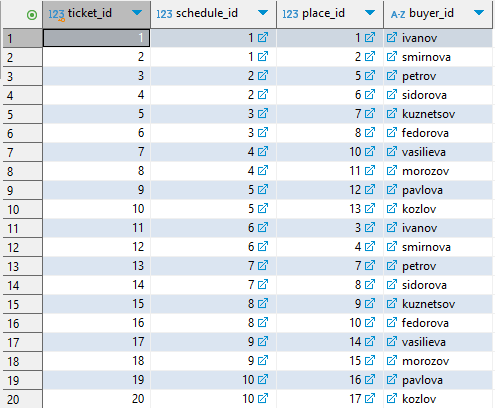 123 ticket_id 123 schedule_id 123 place_id A-Z buyer_id
1 1 1 1 ivanov
2 2 1 2 smirnova
3 3 2 5 petrov
4 4 2 6 sidorova
5 5 3 7 kuznetsov
6 6 3 8 fedorova
7 7 4 10 vasilieva
8 8 4 11 morozov
9 9 5 12 pavlova
10 10 5 13 kozlov
11 11 6 3 ivanov
12 12 6 4 smirnova
13 13 7 7 petrov
14 14 7 8 sidorova
15 15 8 9 kuznetsov
16 16 8 10 fedorova
17 17 9 14 vasilieva
18 18 9 15 morozov
19 19 10 16 pavlova
20 20 10 17 kozlov